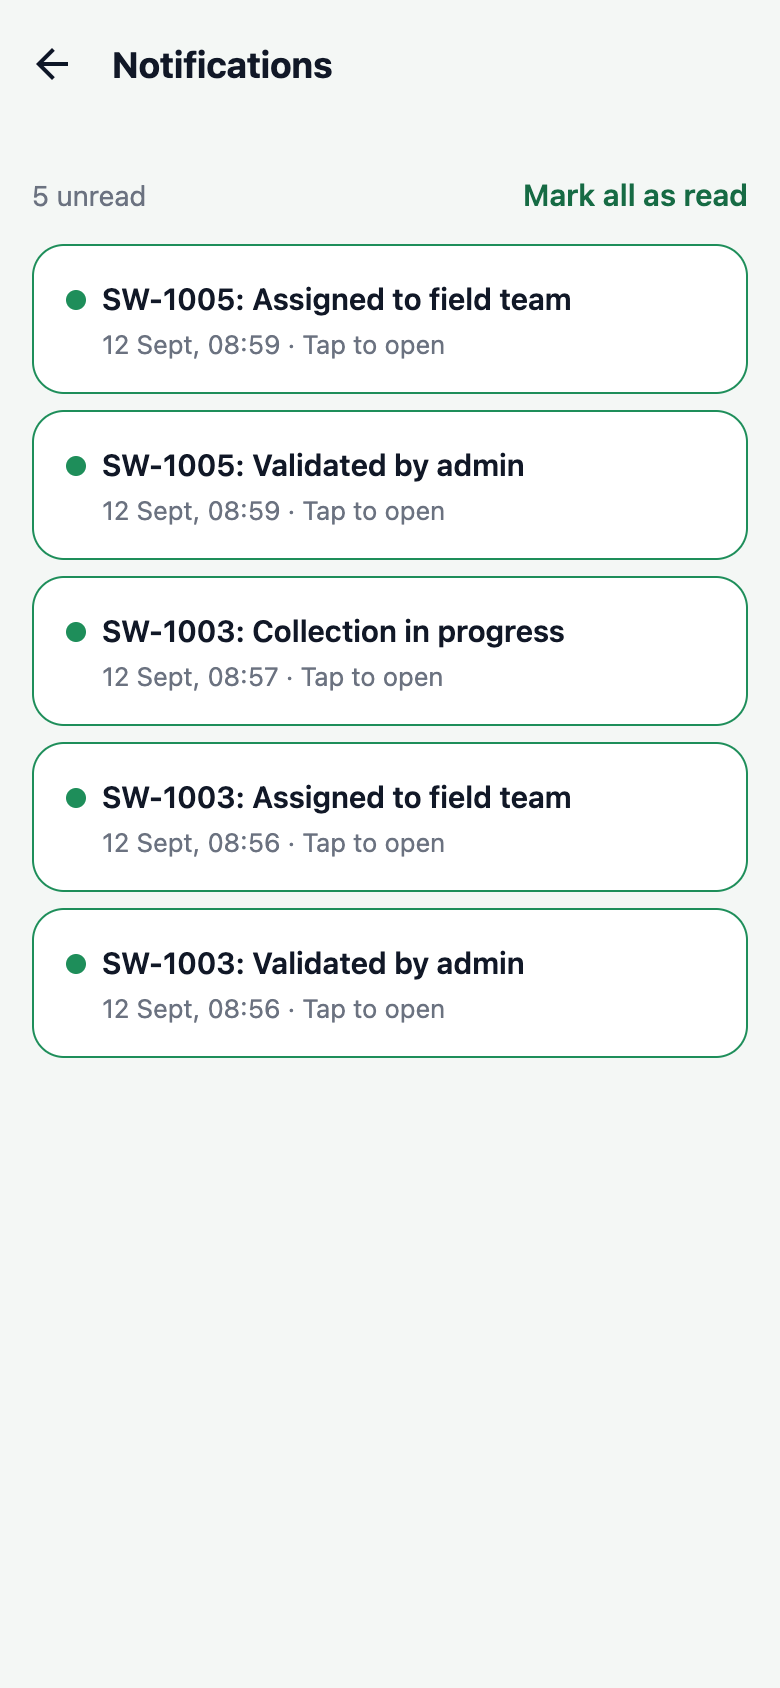 Notifications
5 unread
Mark all as read
SW-1005: Assigned to field team
12 Sept, 08:59 · Tap to open
SW-1005: Validated by admin
12 Sept, 08:59 · Tap to open
SW-1003: Collection in progress
12 Sept, 08:57 · Tap to open
SW-1003: Assigned to field team
12 Sept, 08:56 · Tap to open
SW-1003: Validated by admin
12 Sept, 08:56 · Tap to open